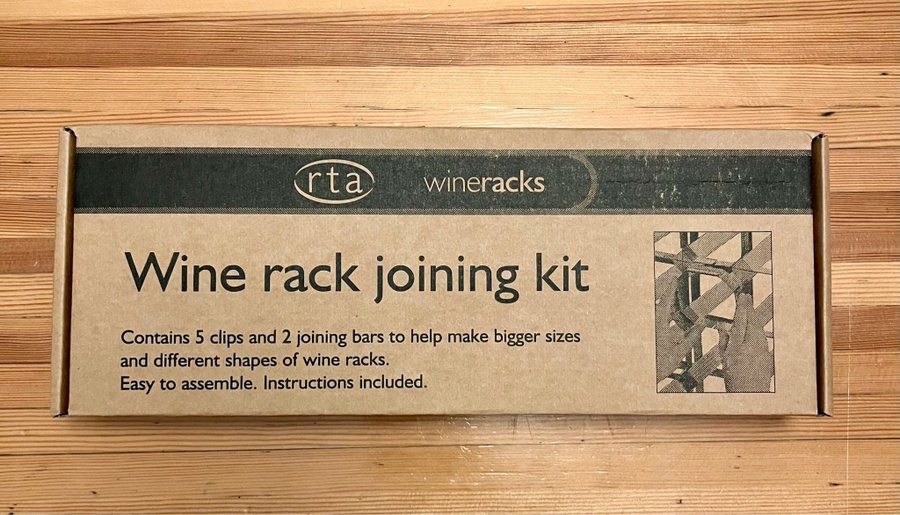 rta wineracks
Wine rack joining kit
Contains 5 clips and 2 joining bars to help make bigger sizes
and different shapes of wine racks.
Easy to assemble. Instructions included.